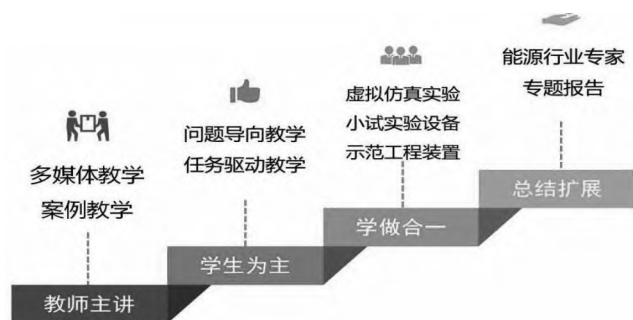 多媒体教学
案例教学
教师主讲
问题导向教学
任务驱动教学
学生为主
虚拟仿真实验
小试实验设备
示范工程装置
学做合一
能源行业专家
专题报告
总结扩展